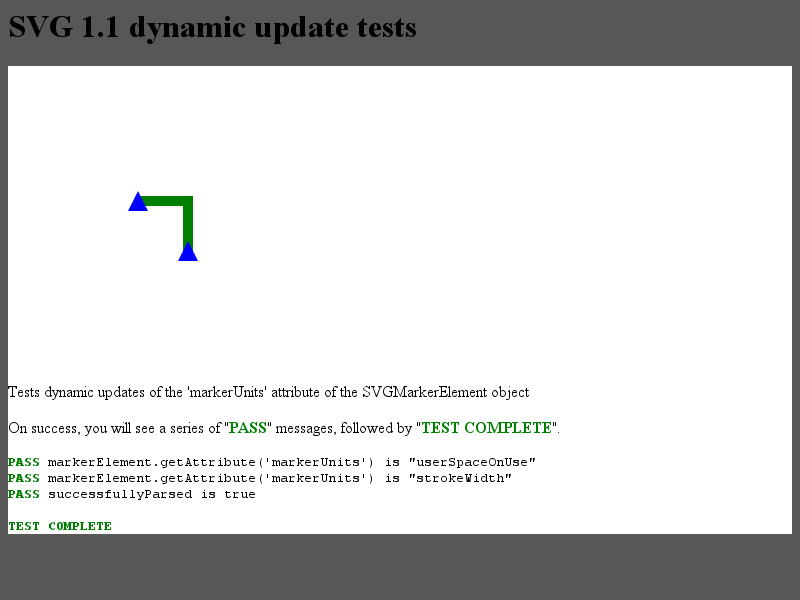 SVG 1.1 dynamic update tests
Tests dynamic updates of the 'markerUnits' attribute of the SVGMarkerElement object
On success, you will see a series of "PASS" messages, followed by "TEST COMPLETE".
PASS markerElement.getAttribute('markerUnits') is "userSpaceOnUse"
PASS markerElement.getAttribute('markerUnits') is "strokeWidth"
PASS successfullyParsed is true
TEST COMPLETE